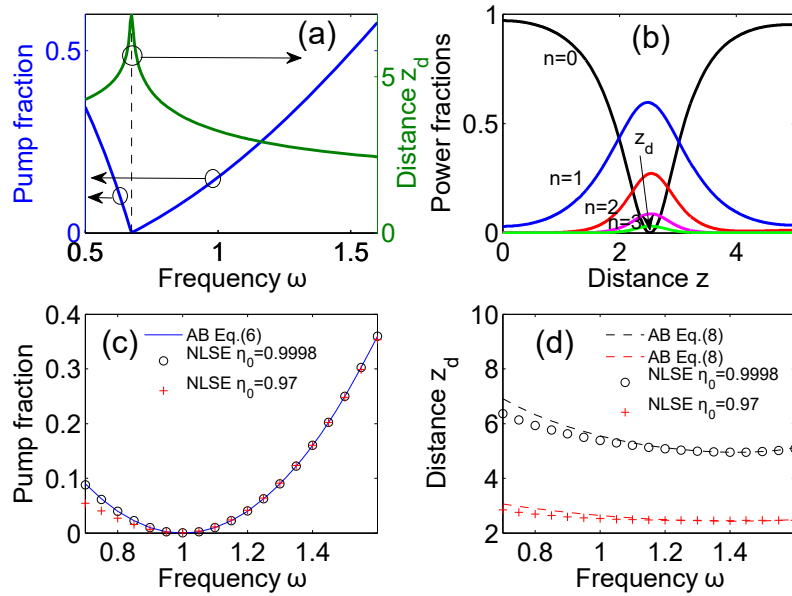 (a)
Pump fraction
0.5
0
5
0
Distance z_d
0.5
1
1.5
Frequency ω
(b)
Power fractions
1
0.5
0
n=0
z_d
n=1
n=2
n=3
0
2
4
Distance z
(c)
AB Eq.(6)
NLSE η_0=0.9998
NLSE η_0=0.97
Pump fraction
0.4
0.3
0.2
0.1
0
0.8
1
1.2
1.4
Frequency ω
(d)
AB Eq.(8)
AB Eq.(8)
NLSE η_0=0.9998
NLSE η_0=0.97
Distance z_d
10
8
6
4
2
0.8
1
1.2
1.4
Frequency ω